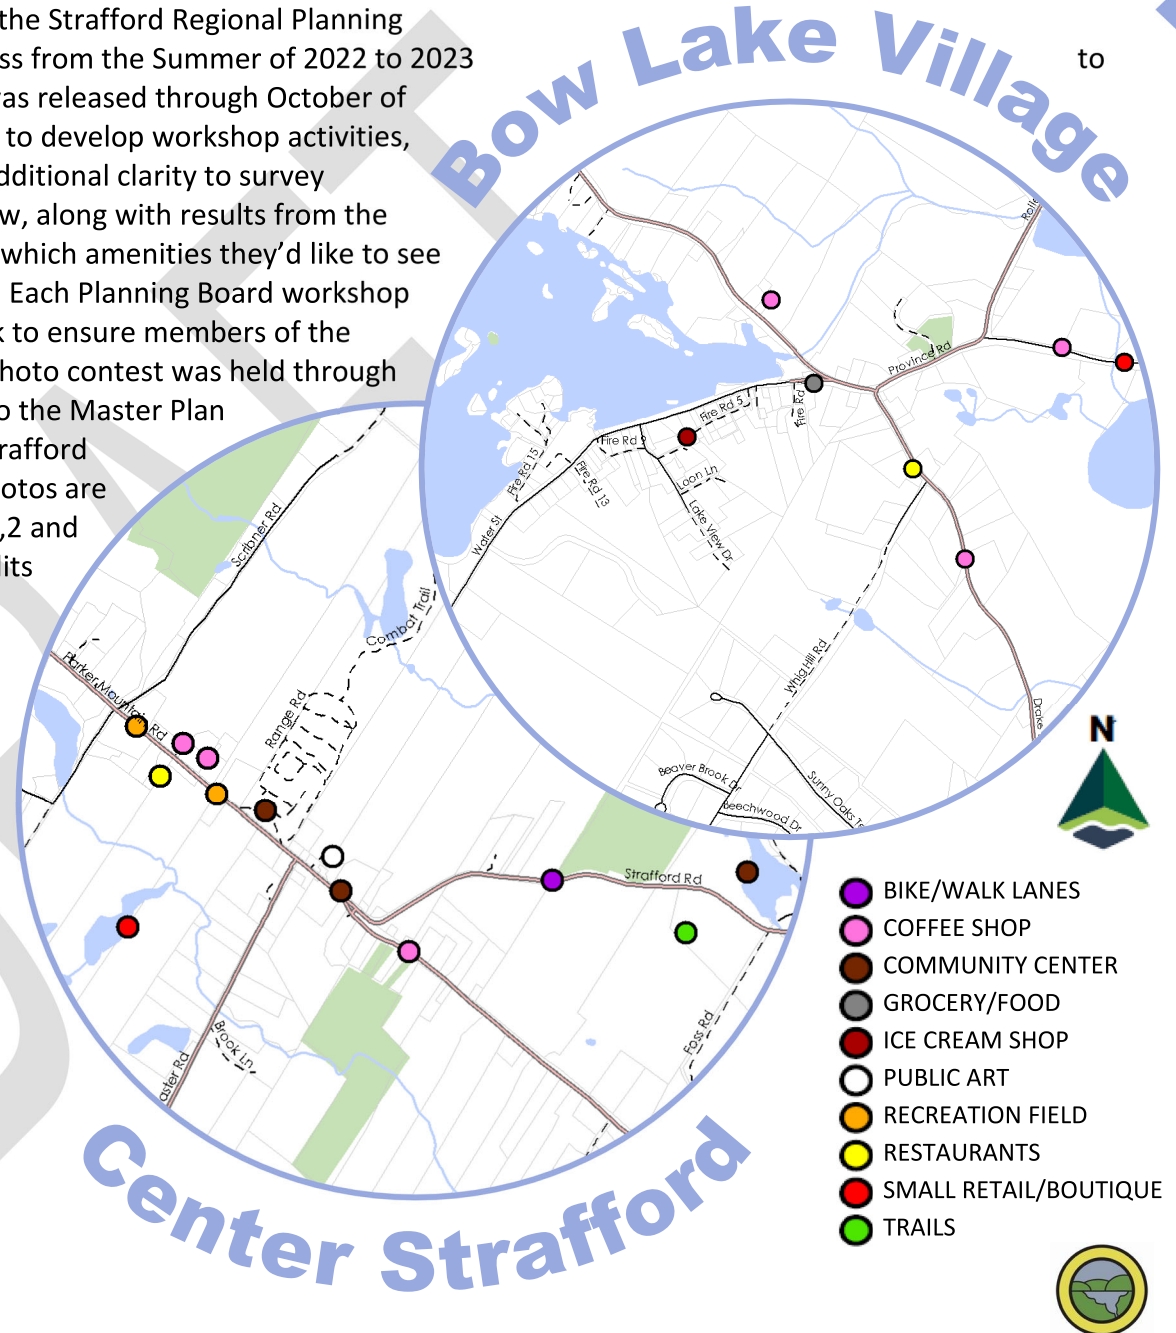 the Strafford Regional Planning
ss from the Summer of 2022 to 2023
to
vas released through October of
to develop workshop activities,
dditional clarity to survey
w, along with results from the
which amenities they'd like to see
Each Planning Board workshop
k to ensure members of the
hoto contest was held through
o the Master Plan
rafford
otos are
,2 and
lits
Bow Lake Village
Rolle
Province Rd
Fire Rd 5
Fire Rd
Fire Rd 9
Fire Rd 15
Fire Rd 13
Loon Ln
Lake View Dr
Water St
Whig Hill Rd
Drake
Beaver Brook Dr
Beechwood Dr
Sunny Oaks Te
Scribner Rd
Combat Trail
Parker Mountain Rd
Range Rd
Strafford Rd
Foss Rd
Brook Ln
aster Rd
Center Strafford
N
BIKE/WALK LANES
COFFEE SHOP
COMMUNITY CENTER
GROCERY/FOOD
ICE CREAM SHOP
PUBLIC ART
RECREATION FIELD
RESTAURANTS
SMALL RETAIL/BOUTIQUE
TRAILS